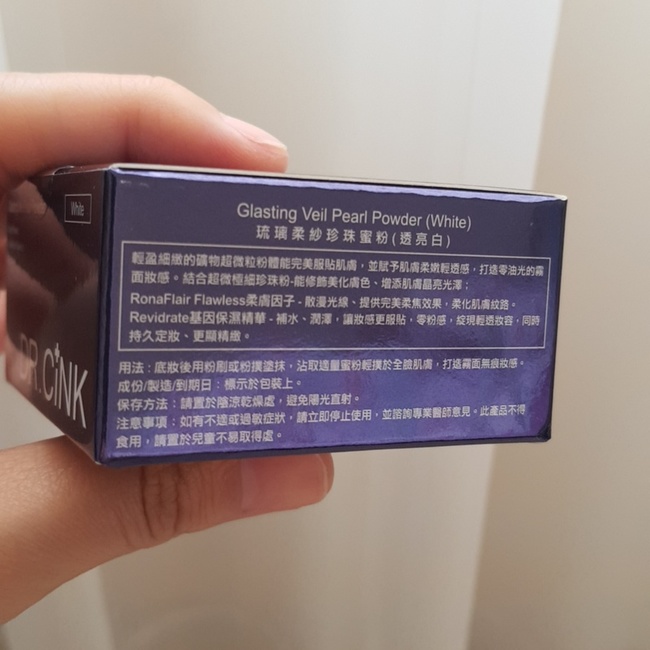 White
DR.CiNK
Glasting Veil Pearl Powder (White)
琉璃柔紗珍珠蜜粉(透亮白)
輕盈細緻的礦物超微粒粉體能完美服貼肌膚,並賦予肌膚柔嫩輕透感,打造零油光的霧
面妝感。結合超微極細珍珠粉-能修飾美化膚色、增添肌膚晶亮光澤;
RonaFlair Flawless柔膚因子-散漫光線、提供完美柔焦效果,柔化肌膚紋路。
Revidrate基因保濕精華-補水、潤澤,讓妝感更服貼,零粉感,綻現輕透妝容,同時
持久定妝、更顯精緻。
用法:底妝後用粉刷或粉撲塗抹,沾取適量蜜粉輕撲於全臉肌膚,打造霧面無痕妝感。
成份/製造/到期日:標示於包裝上。
保存方法:請置於陰涼乾燥處,避免陽光直射。
注意事項:如有不適或過敏症狀,請立即停止使用,並諮詢專業醫師意見。此產品不得
食用,請置於兒童不易取得處。